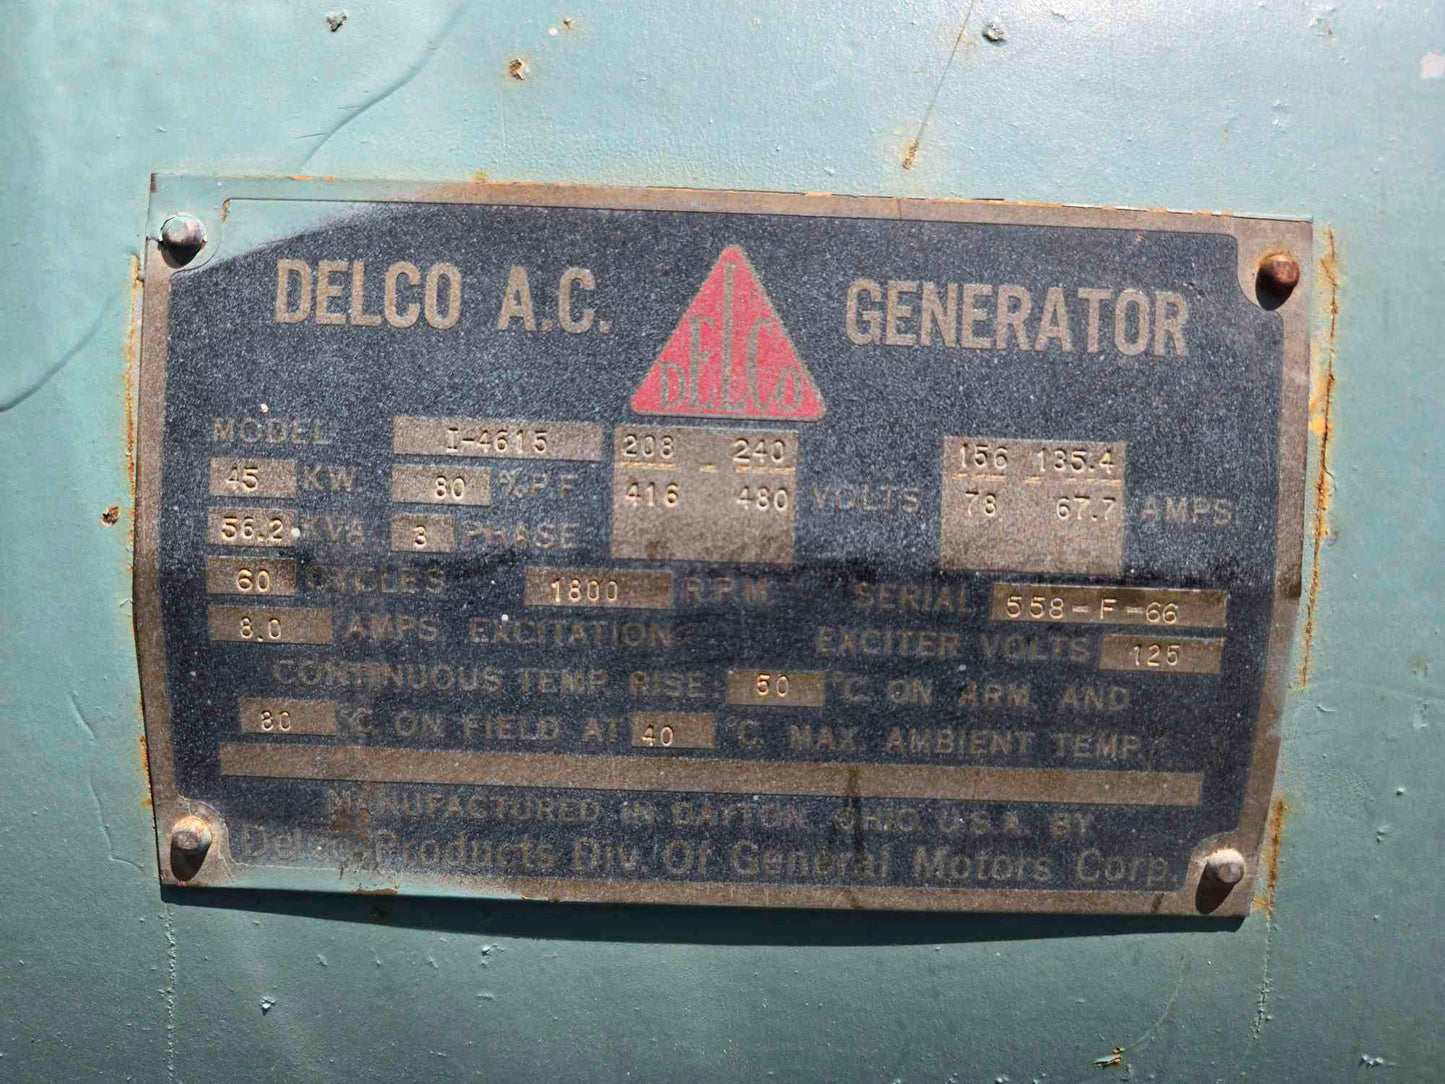 DELCO A.C. DELCO GENERATOR
MODEL I-4615 208 240 156 135.4
45 KW 80 % P.F 416 480 VOLTS 78 67.7 AMPS
56.2 KVA 3 PHASE
60 CYCLES 1800 R.P.M. SERIAL 558-F-66
8.0 AMPS EXCITATION EXCITER VOLTS 125
CONTINUOUS TEMP. RISE 50 °C. ON ARM. AND
80 °C. ON FIELD AT 40 °C. MAX. AMBIENT TEMP.
MANUFACTURED IN DAYTON, OHIO, U.S.A. BY
Delco Products Div. Of General Motors Corp.